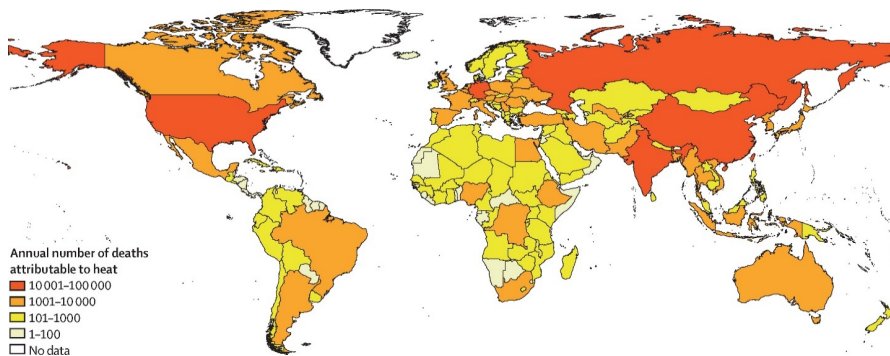 Annual number of deaths
attributable to heat
10 001–100 000
1001–10 000
101–1000
1–100
No data